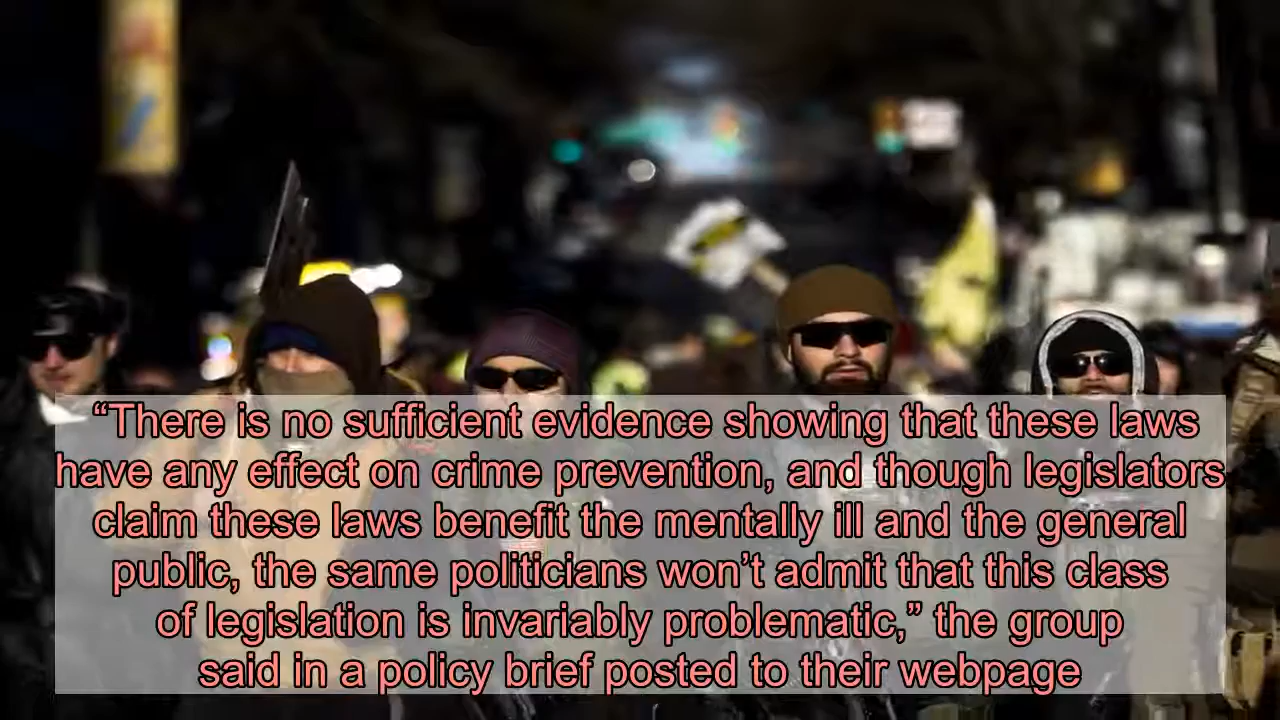 “There is no sufficient evidence showing that these laws
have any effect on crime prevention, and though legislators
claim these laws benefit the mentally ill and the general
public, the same politicians won’t admit that this class
of legislation is invariably problematic,” the group
said in a policy brief posted to their webpage